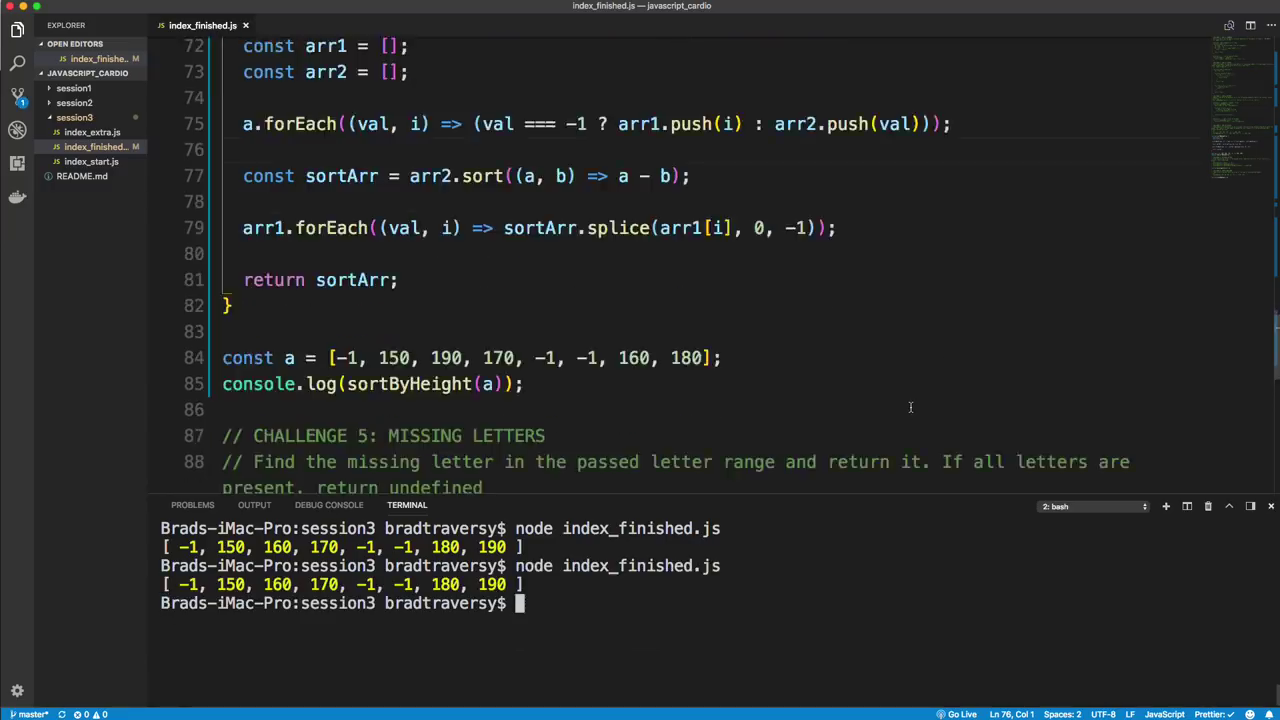 index_finished.js — javascript_cardio
EXPLORER
index_finished.js ×
OPEN EDITORS
index_finishe... M
JAVASCRIPT_CARDIO
session1
session2
session3
index_extra.js
index_finished... M
index_start.js
README.md
1
72 const arr1 = [];
73 const arr2 = [];
74
75 a.forEach((val, i) => (val === -1 ? arr1.push(i) : arr2.push(val)));
76
77 const sortArr = arr2.sort((a, b) => a - b);
78
79 arr1.forEach((val, i) => sortArr.splice(arr1[i], 0, -1));
80
81 return sortArr;
82 }
83
84 const a = [-1, 150, 190, 170, -1, -1, 160, 180];
85 console.log(sortByHeight(a));
86
87 // CHALLENGE 5: MISSING LETTERS
88 // Find the missing letter in the passed letter range and return it. If all letters are
present, return undefined
PROBLEMS OUTPUT DEBUG CONSOLE TERMINAL 2: bash
Brads-iMac-Pro:session3 bradtraversy$ node index_finished.js
[ -1, 150, 160, 170, -1, -1, 180, 190 ]
Brads-iMac-Pro:session3 bradtraversy$ node index_finished.js
[ -1, 150, 160, 170, -1, -1, 180, 190 ]
Brads-iMac-Pro:session3 bradtraversy$
master* 0 0 Go Live Ln 76, Col 1 Spaces: 2 UTF-8 LF JavaScript Prettier: ✓